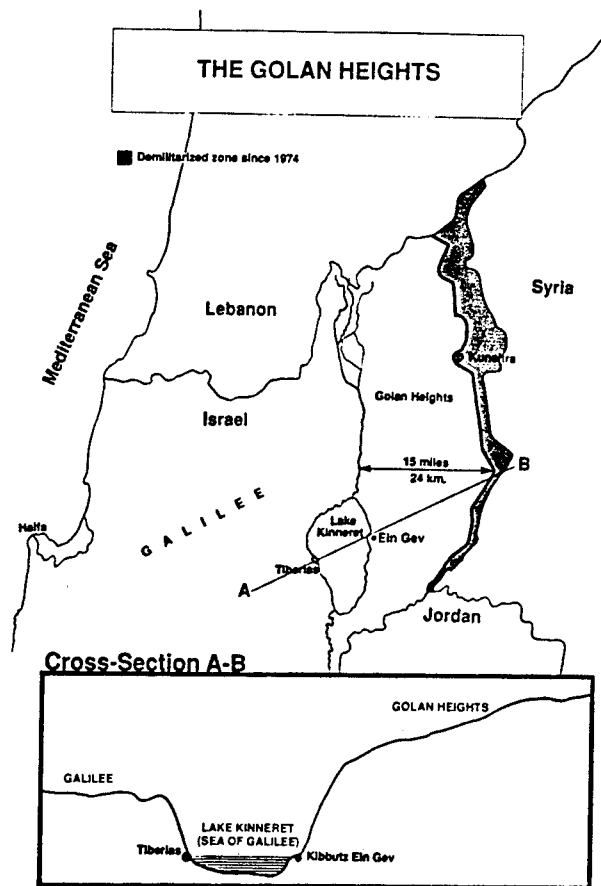 THE GOLAN HEIGHTS
Demilitarized zone since 1974
Mediterranean Sea
Lebanon
Syria
Kunehra
Golan Heights
Israel
15 miles
24 km.
B
GALILEE
Haifa
Lake
Kinneret
Ein Gev
Tiberias
A
Jordan
Cross-Section A-B
GOLAN HEIGHTS
GALILEE
LAKE KINNERET
(SEA OF GALILEE)
Tiberias
Kibbutz Ein Gev